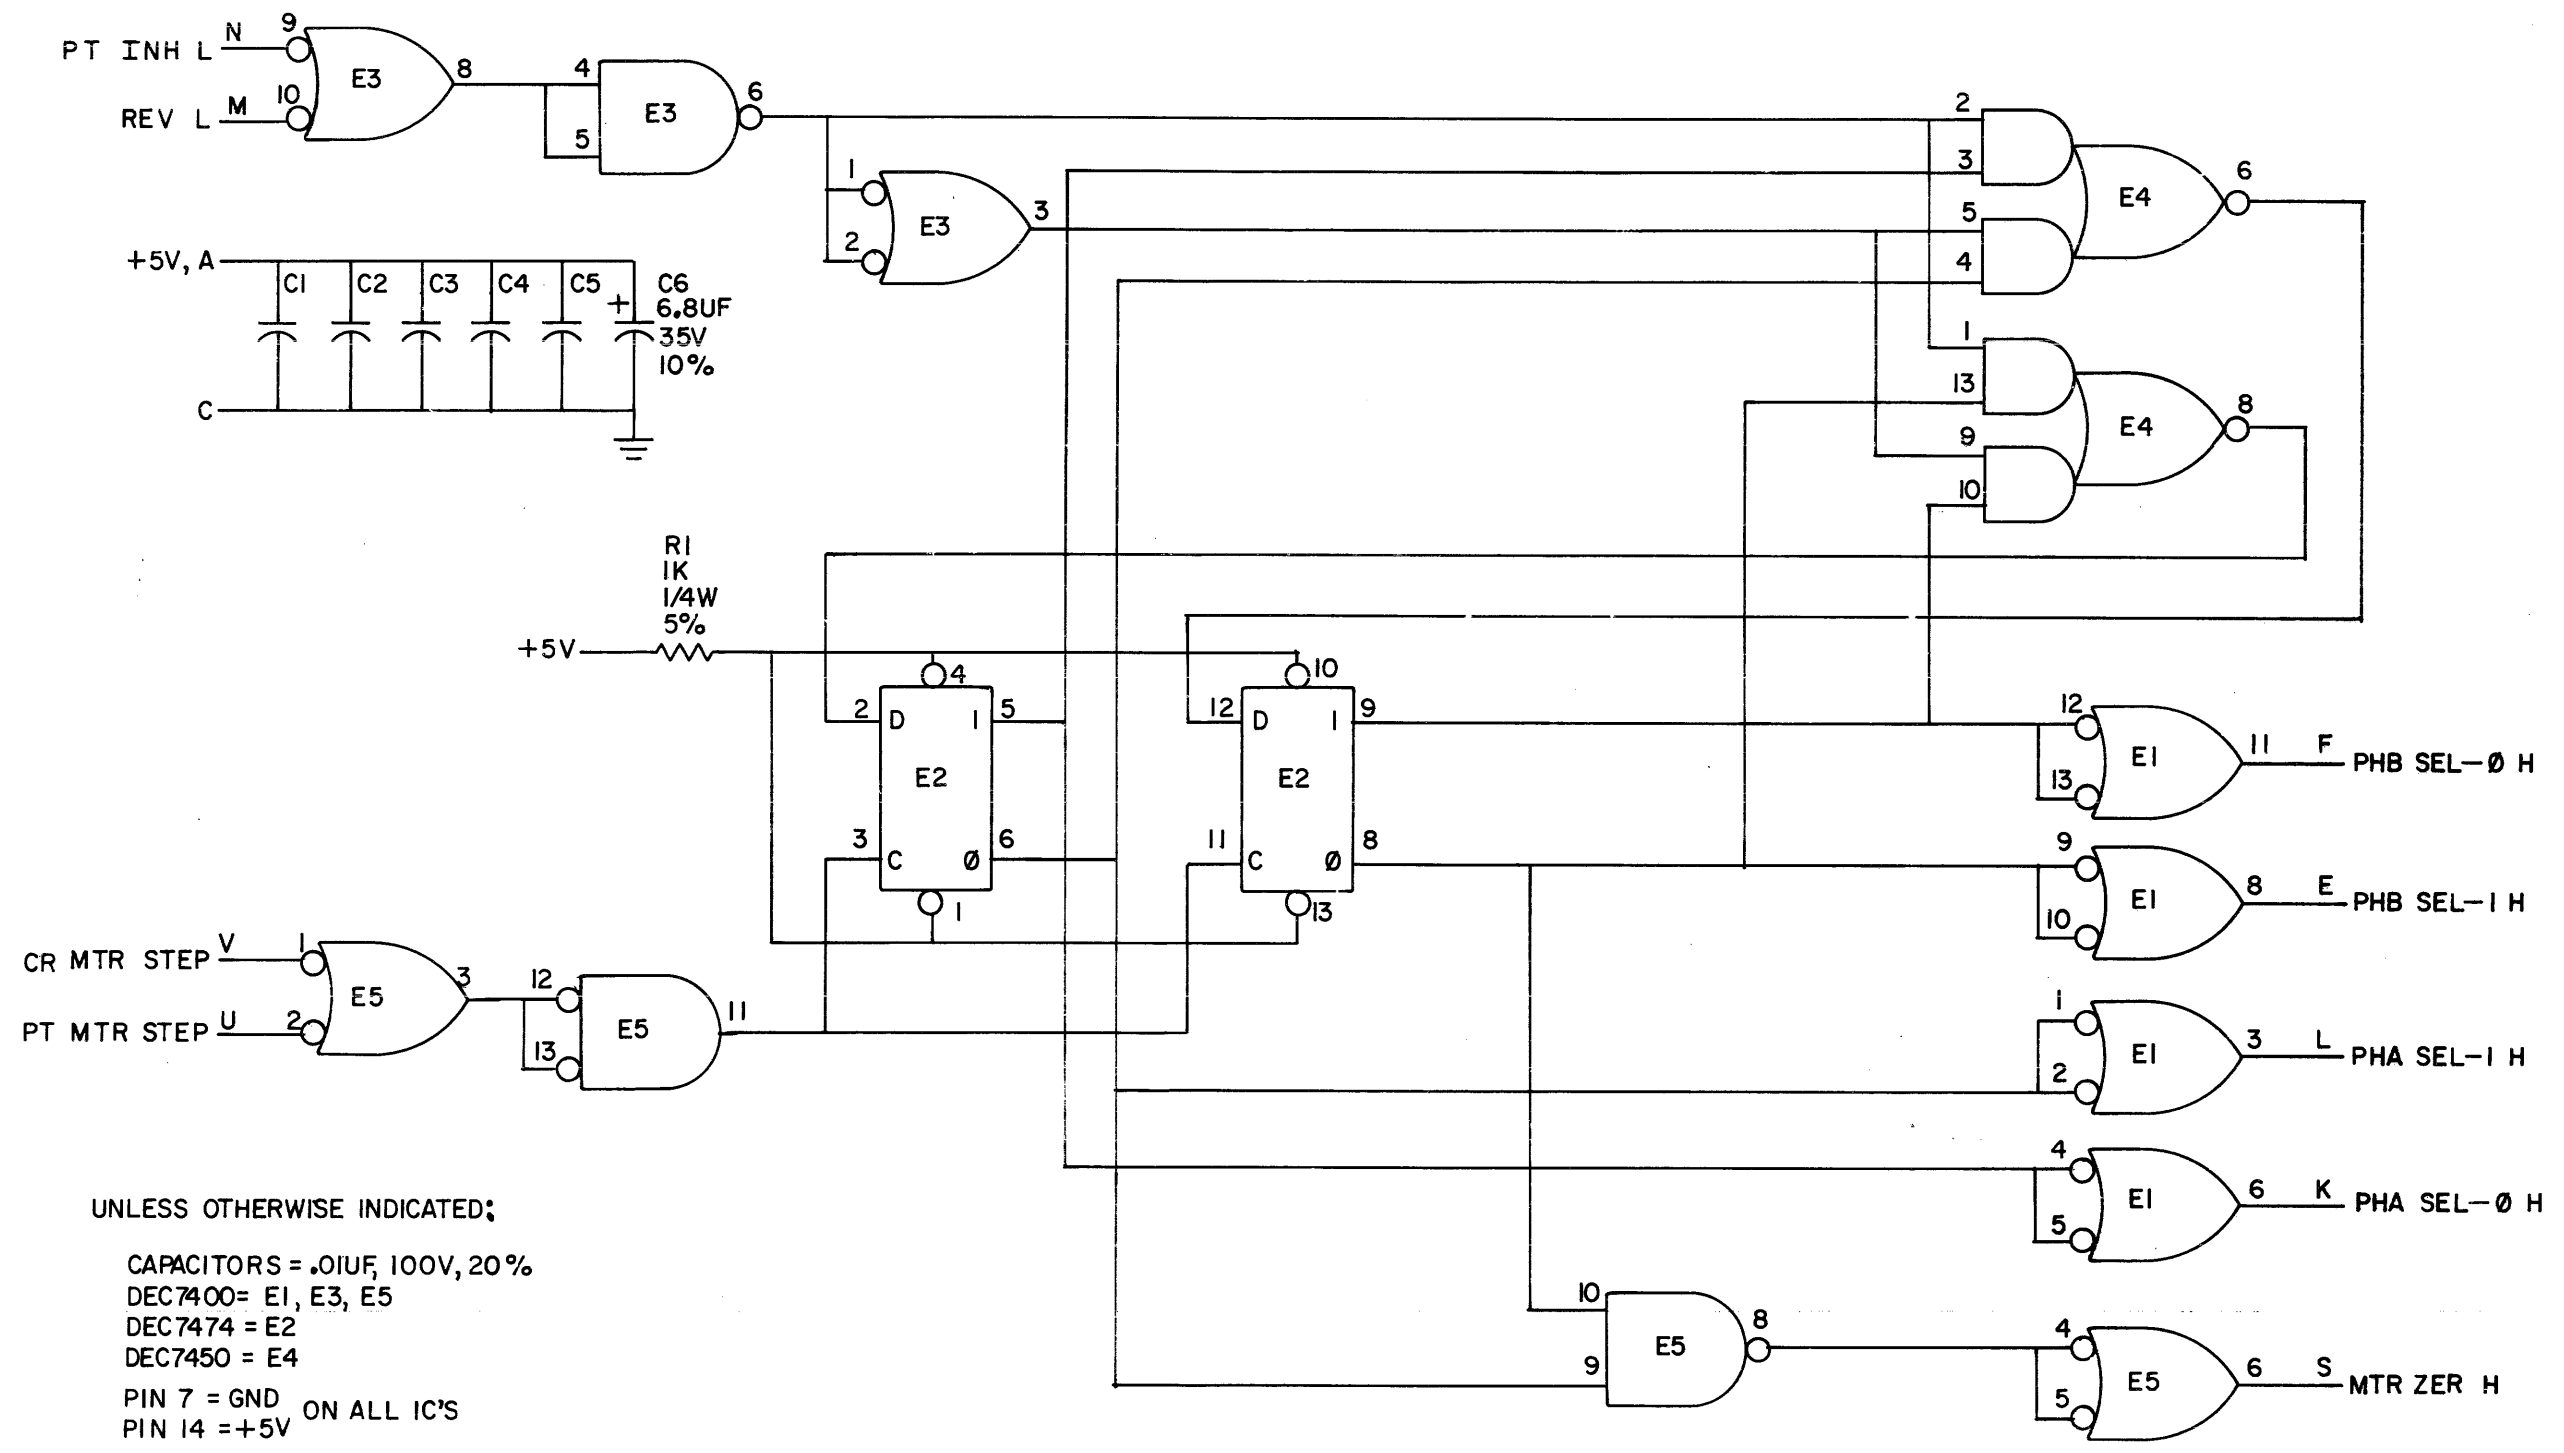 PT INH L N 9
REV L M 10
E3
8
4
5
E3
6
1
2
E3
3
2
3
5
4
E4
6
1
13
9
10
E4
8
+5V, A
C1 C2 C3 C4 C5
+
C6
6.8UF
35V
10%
C
R1
1K
1/4W
5%
+5V
4
2 D 1 5
E2
3 C Ø 6
1
10
12 D 1 9
E2
11 C Ø 8
13
CR MTR STEP V 1
PT MTR STEP U 2
E5
3
12
13
E5
11
12
13
E1
11 F PHB SEL-Ø H
9
10
E1
8 E PHB SEL-1 H
1
2
E1
3 L PHA SEL-1 H
4
5
E1
6 K PHA SEL-Ø H
10
9
E5
8
4
5
E5
6 S MTR ZER H
UNLESS OTHERWISE INDICATED:
CAPACITORS = .01UF, 100V, 20%
DEC7400= E1, E3, E5
DEC7474 = E2
DEC7450 = E4
PIN 7 = GND
PIN 14 = +5V
ON ALL IC'S